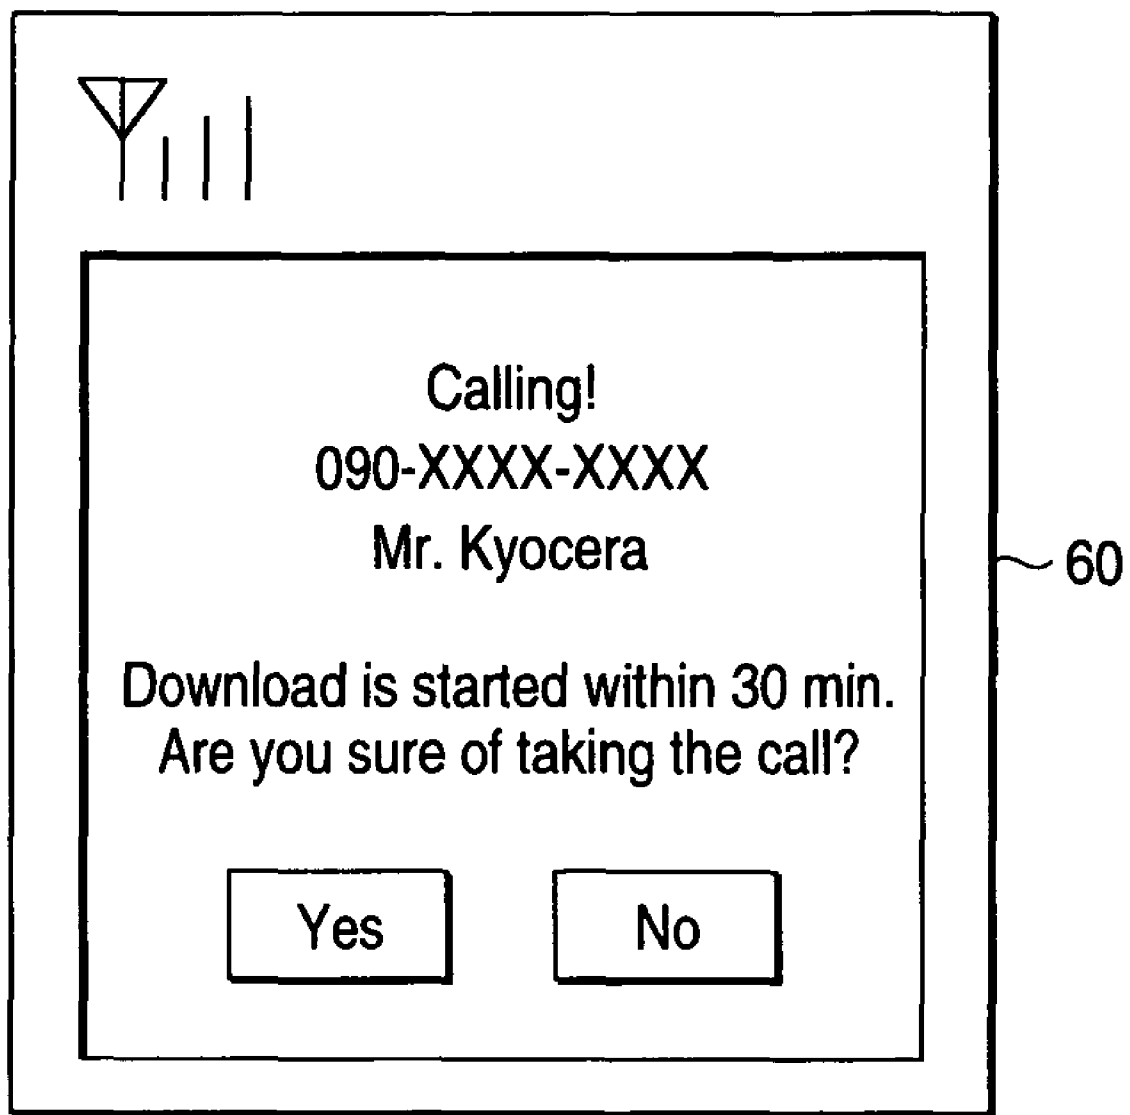 Calling!
090-XXXX-XXXX
Mr. Kyocera
60
Download is started within 30 min.
Are you sure of taking the call?
Yes
No